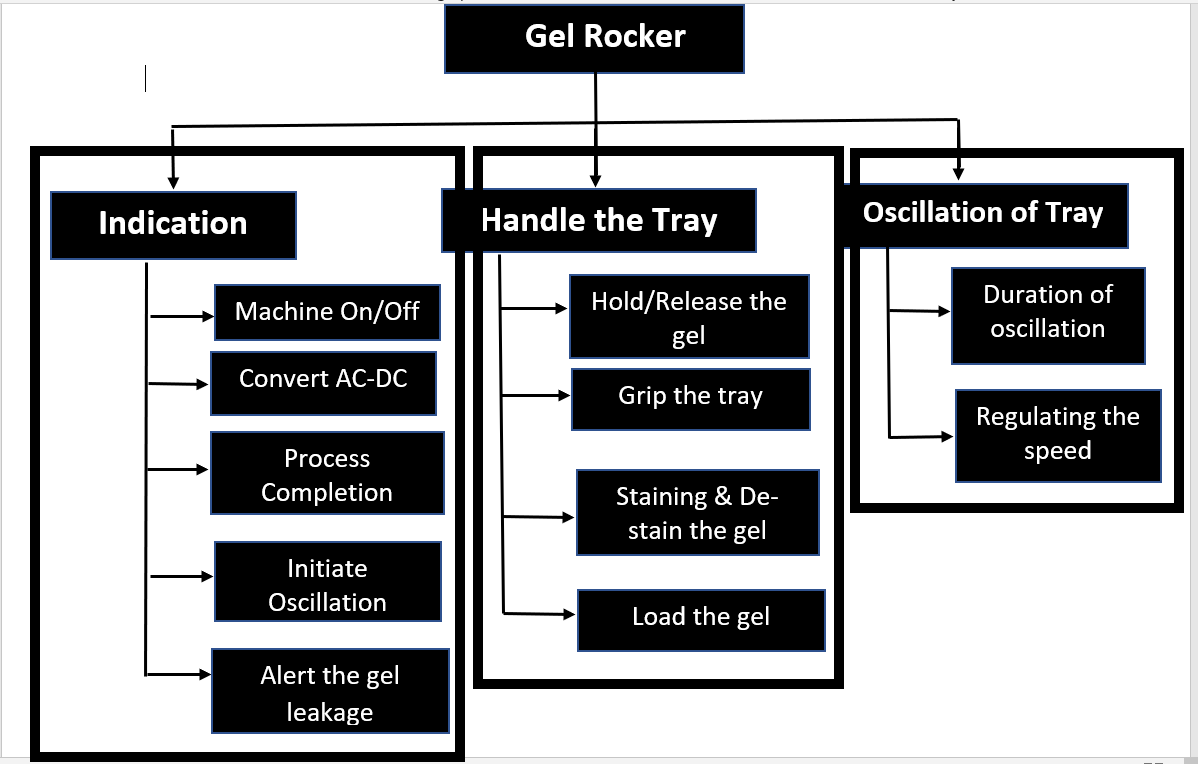 Gel Rocker
Indication
Machine On/Off
Convert AC-DC
Process
Completion
Initiate
Oscillation
Alert the gel
leakage
Handle the Tray
Hold/Release the
gel
Grip the tray
Staining & De-
stain the gel
Load the gel
Oscillation of Tray
Duration of
oscillation
Regulating the
speed